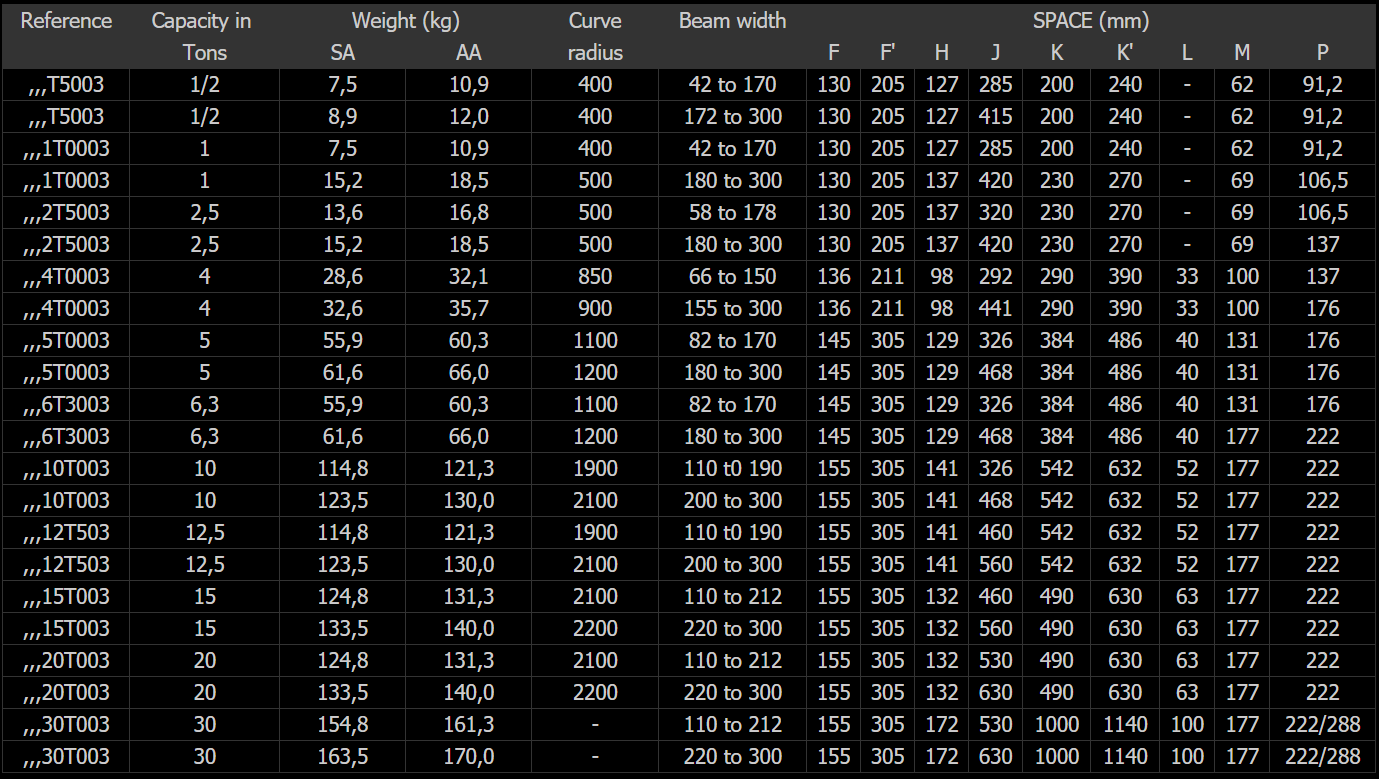 Reference Capacity in Weight (kg) Curve Beam width SPACE (mm)
Tons SA AA radius F F' H J K K' L M P
,,,T5003 1/2 7,5 10,9 400 42 to 170 130 205 127 285 200 240 - 62 91,2
,,,T5003 1/2 8,9 12,0 400 172 to 300 130 205 127 415 200 240 - 62 91,2
,,,1T0003 1 7,5 10,9 400 42 to 170 130 205 127 285 200 240 - 62 91,2
,,,1T0003 1 15,2 18,5 500 180 to 300 130 205 137 420 230 270 - 69 106,5
,,,2T5003 2,5 13,6 16,8 500 58 to 178 130 205 137 320 230 270 - 69 106,5
,,,2T5003 2,5 15,2 18,5 500 180 to 300 130 205 137 420 230 270 - 69 137
,,,4T0003 4 28,6 32,1 850 66 to 150 136 211 98 292 290 390 33 100 137
,,,4T0003 4 32,6 35,7 900 155 to 300 136 211 98 441 290 390 33 100 176
,,,5T0003 5 55,9 60,3 1100 82 to 170 145 305 129 326 384 486 40 131 176
,,,5T0003 5 61,6 66,0 1200 180 to 300 145 305 129 468 384 486 40 131 176
,,,6T3003 6,3 55,9 60,3 1100 82 to 170 145 305 129 326 384 486 40 131 176
,,,6T3003 6,3 61,6 66,0 1200 180 to 300 145 305 129 468 384 486 40 177 222
,,,10T003 10 114,8 121,3 1900 110 t0 190 155 305 141 326 542 632 52 177 222
,,,10T003 10 123,5 130,0 2100 200 to 300 155 305 141 468 542 632 52 177 222
,,,12T503 12,5 114,8 121,3 1900 110 to 190 155 305 141 460 542 632 52 177 222
,,,12T503 12,5 123,5 130,0 2100 200 to 300 155 305 141 560 542 632 52 177 222
,,,15T003 15 124,8 131,3 2100 110 to 212 155 305 132 460 490 630 63 177 222
,,,15T003 15 133,5 140,0 2200 220 to 300 155 305 132 560 490 630 63 177 222
,,,20T003 20 124,8 131,3 2100 110 to 212 155 305 132 530 490 630 63 177 222
,,,20T003 20 133,5 140,0 2200 220 to 300 155 305 132 630 490 630 63 177 222
,,,30T003 30 154,8 161,3 - 110 to 212 155 305 172 530 1000 1140 100 177 222/288
,,,30T003 30 163,5 170,0 - 220 to 300 155 305 172 630 1000 1140 100 177 222/288